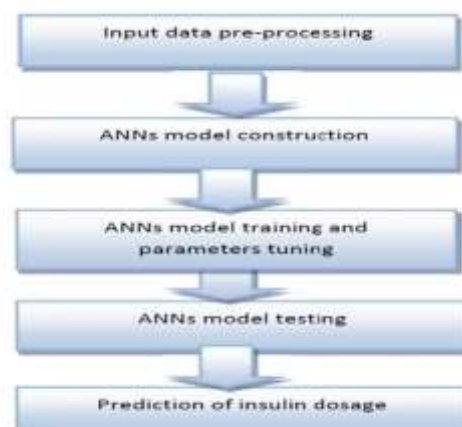 Input data pre-processing
ANNs model construction
ANNs model training and
parameters tuning
ANNs model testing
Prediction of insulin dosage